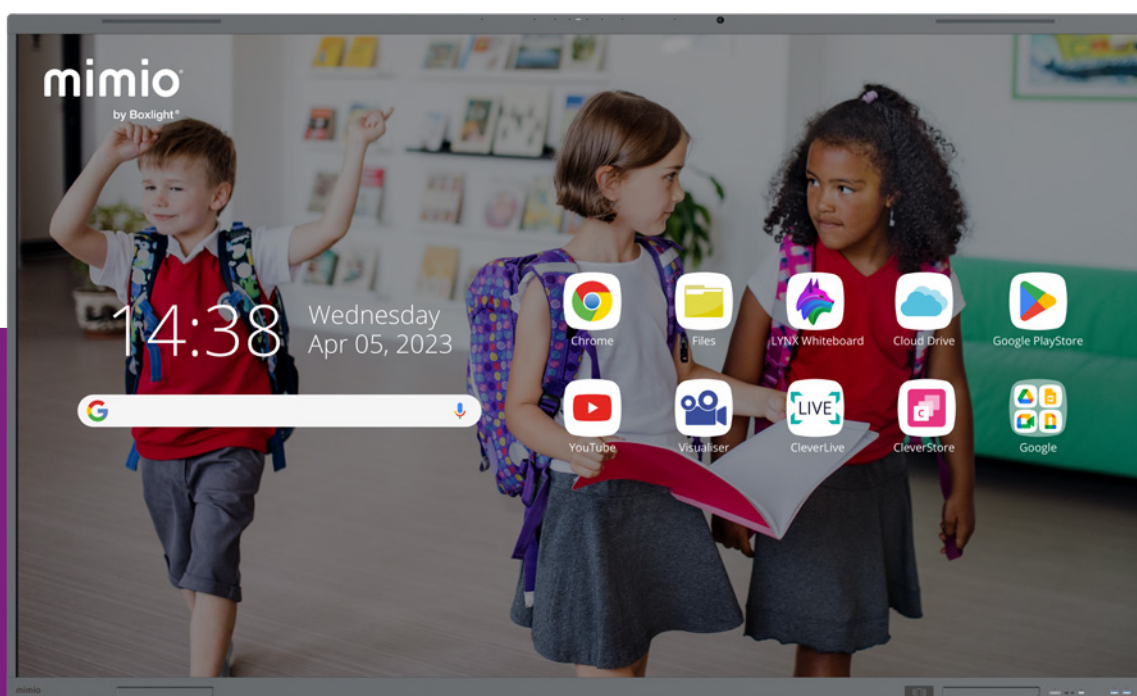 mimio
by Boxlight®
14:38
Wednesday
Apr 05, 2023
Chrome
Files
LYNX Whiteboard
Cloud Drive
Google PlayStore
LIVE
C
YouTube
Visualiser
CleverLive
CleverStore
Google
mimio